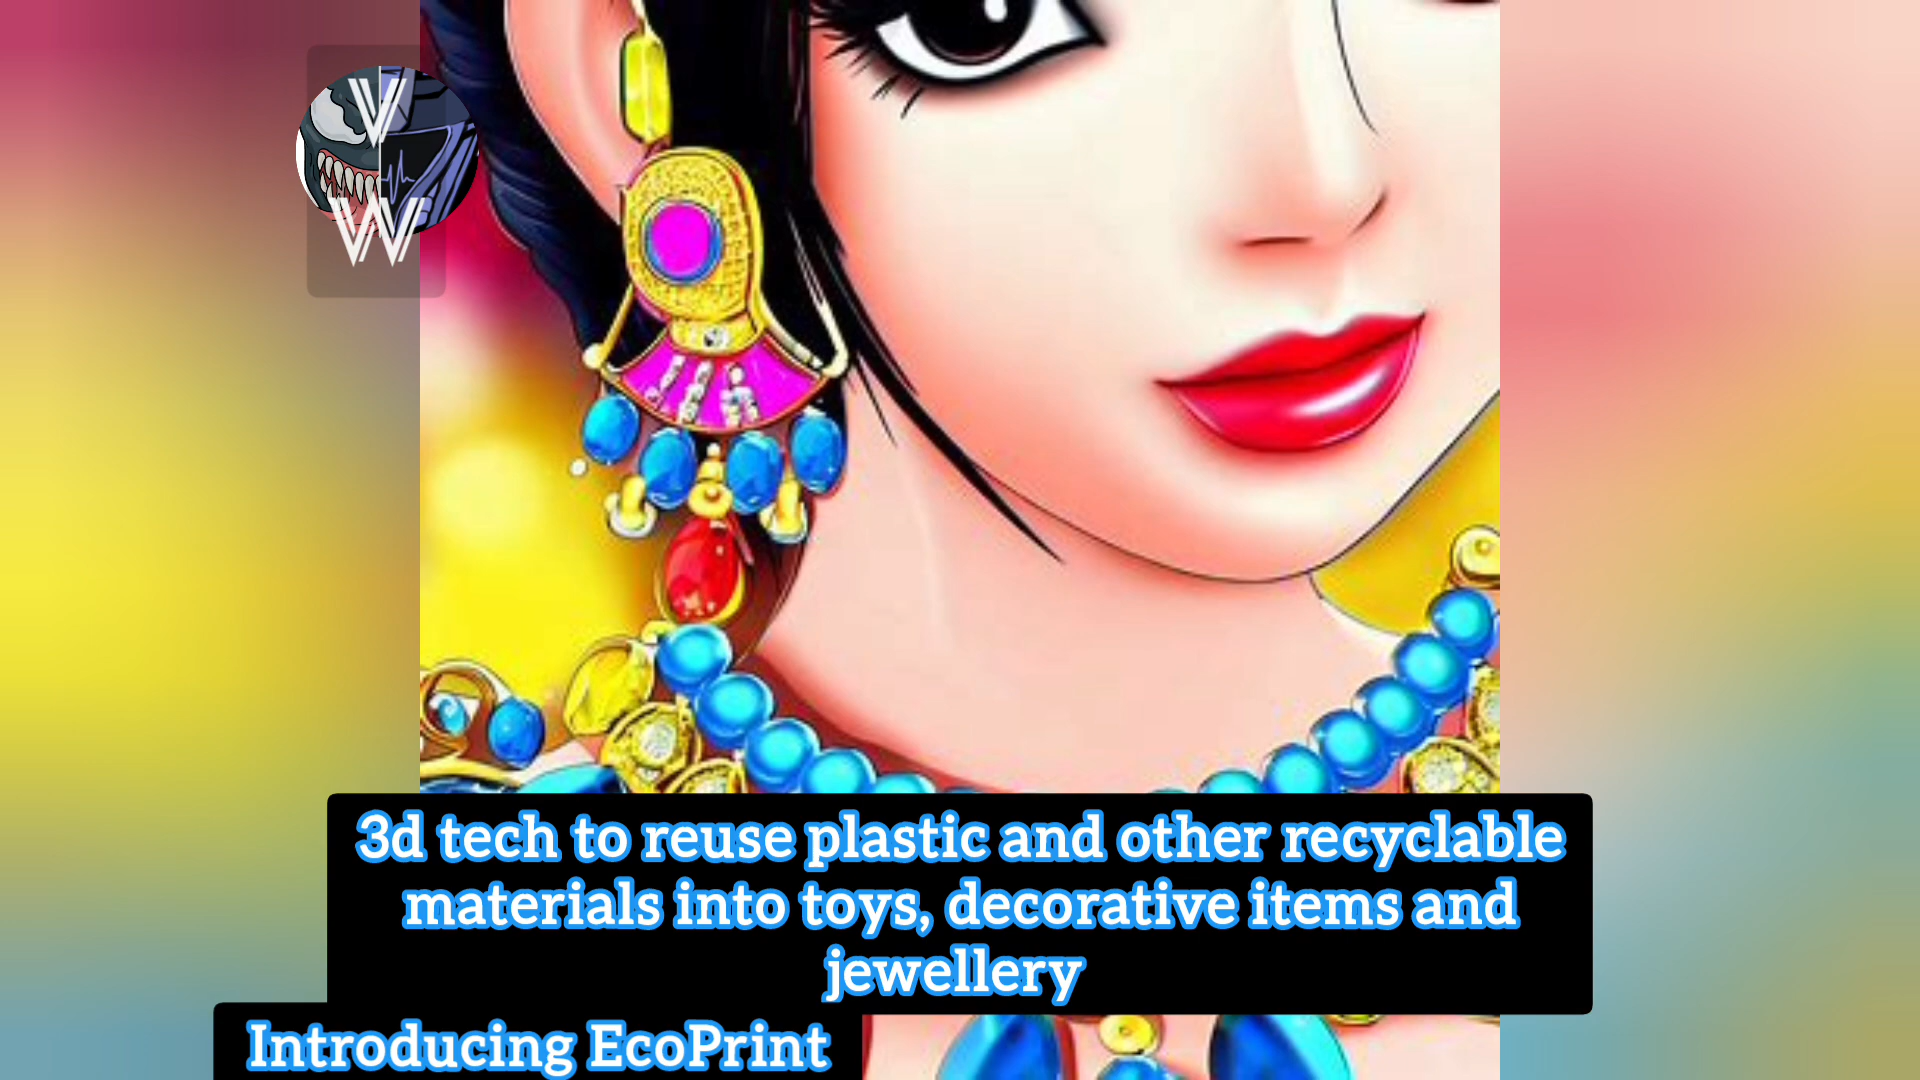 V
W
3d tech to reuse plastic and other recyclable
materials into toys, decorative items and
jewellery
Introducing EcoPrint